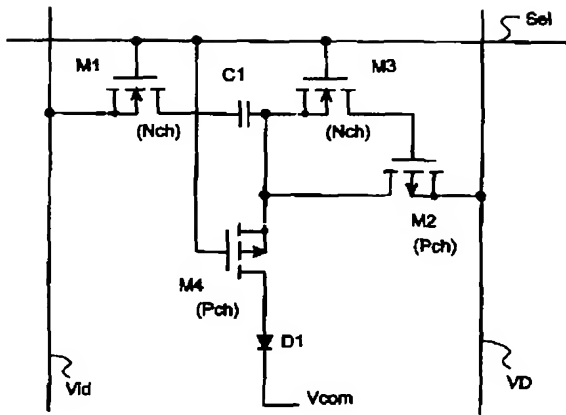 Sel
M1
C1
M3
(Nch)
(Nch)
M2
(Pch)
M4
(Pch)
D1
Vcom
Vid
VD